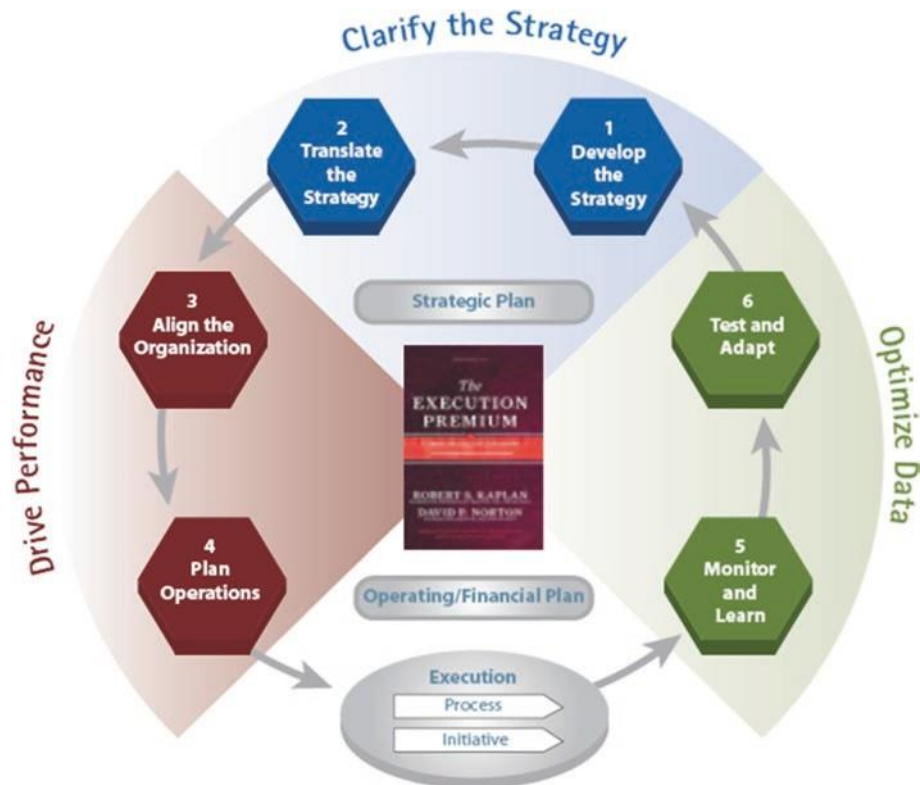 Clarify the Strategy
1
Develop
the
Strategy
2
Translate
the
Strategy
Drive Performance
3
Align the
Organization
4
Plan
Operations
Strategic Plan
The
EXECUTION
PREMIUM
ROBERT S. KAPLAN
DAVID P. NORTON
Operating/Financial Plan
Execution
Process
Initiative
5
Monitor
and
Learn
6
Test and
Adapt
Optimize Data